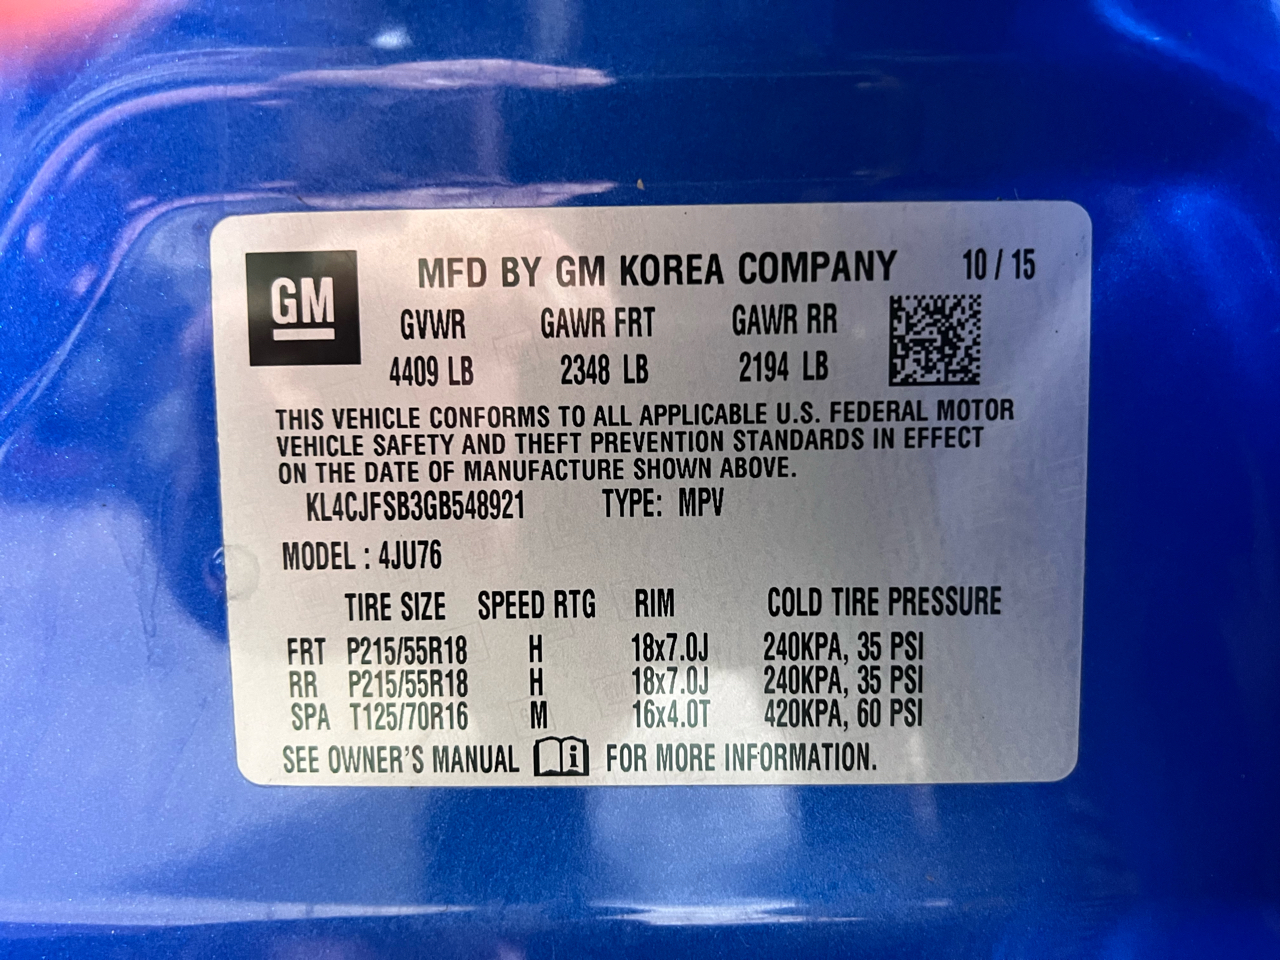 GM
MFD BY GM KOREA COMPANY 10 / 15
GVWR GAWR FRT GAWR RR
4409 LB 2348 LB 2194 LB
THIS VEHICLE CONFORMS TO ALL APPLICABLE U.S. FEDERAL MOTOR
VEHICLE SAFETY AND THEFT PREVENTION STANDARDS IN EFFECT
ON THE DATE OF MANUFACTURE SHOWN ABOVE.
KL4CJFSB3GB548921 TYPE: MPV
MODEL : 4JU76
TIRE SIZE SPEED RTG RIM COLD TIRE PRESSURE
FRT P215/55R18 H 18x7.0J 240KPA, 35 PSI
RR P215/55R18 H 18x7.0J 240KPA, 35 PSI
SPA T125/70R16 M 16x4.0T 420KPA, 60 PSI
SEE OWNER'S MANUAL i FOR MORE INFORMATION.